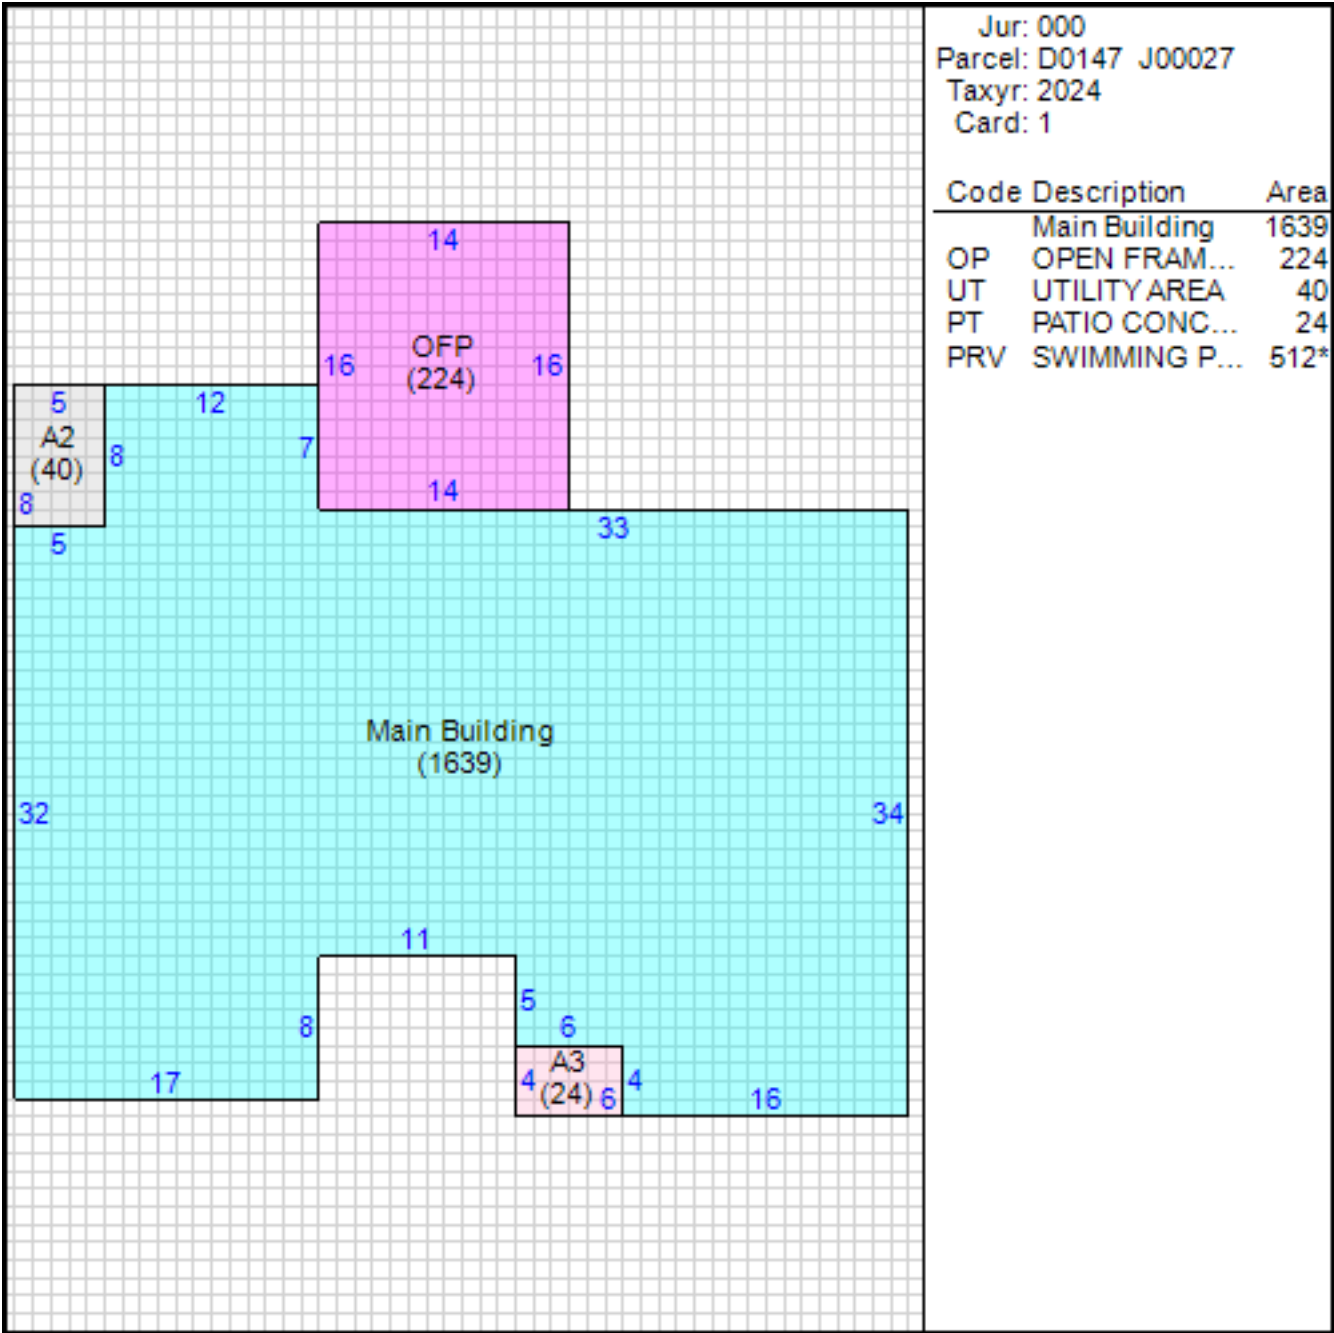 Jur: 000
Parcel: D0147 J00027
Taxyr: 2024
Card: 1
Code Description Area
Main Building 1639
OP OPEN FRAM... 224
UT UTILITY AREA 40
PT PATIO CONC... 24
PRV SWIMMING P... 512*
14
OFP
(224)
16 16
14
5 12
A2
(40)
8
8
7
5
33
Main Building
(1639)
32 34
11
5
8 6
A3
(24)
4 6 4
17 16